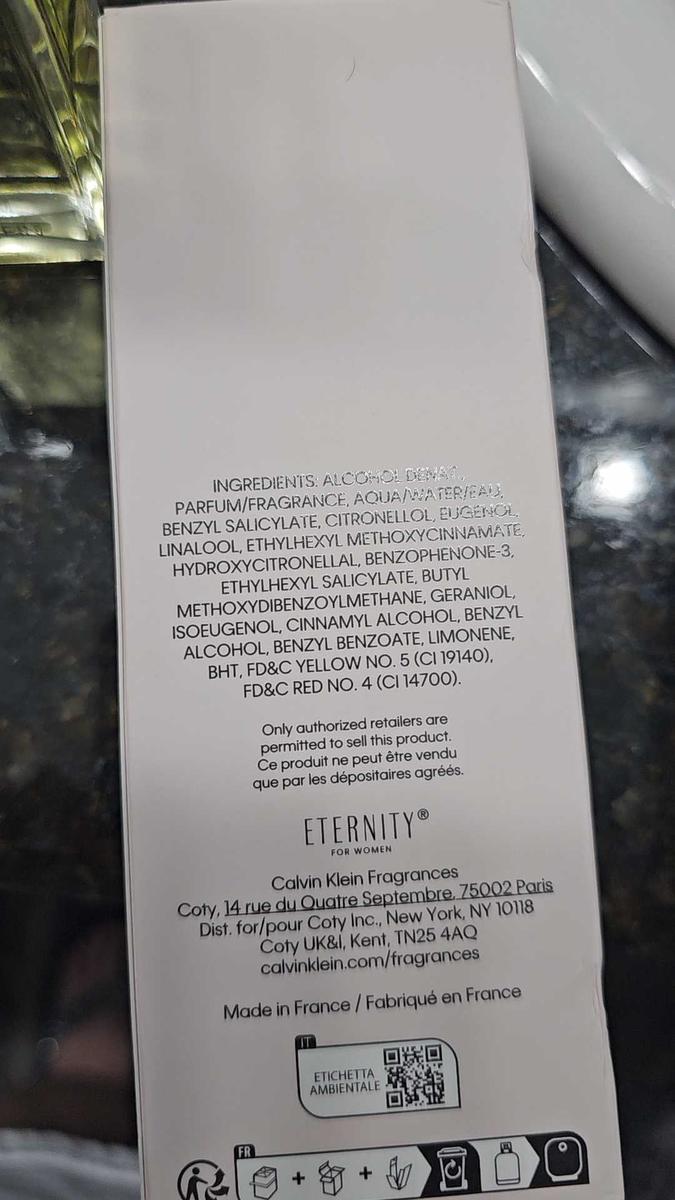 INGREDIENTS: ALCOHOL DENAT.,
PARFUM/FRAGRANCE, AQUA/WATER/EAU,
BENZYL SALICYLATE, CITRONELLOL, EUGENOL,
LINALOOL, ETHYLHEXYL METHOXYCINNAMATE,
HYDROXYCITRONELLAL, BENZOPHENONE-3,
ETHYLHEXYL SALICYLATE, BUTYL
METHOXYDIBENZOYLMETHANE, GERANIOL,
ISOEUGENOL, CINNAMYL ALCOHOL, BENZYL
ALCOHOL, BENZYL BENZOATE, LIMONENE,
BHT, FD&C YELLOW NO. 5 (CI 19140),
FD&C RED NO. 4 (CI 14700).
Only authorized retailers are
permitted to sell this product.
Ce produit ne peut être vendu
que par les dépositaires agréés.
ETERNITY®
FOR WOMEN
Calvin Klein Fragrances
Coty, 14 rue du Quatre Septembre, 75002 Paris
Dist. for/pour Coty Inc., New York, NY 10118
Coty UK&I, Kent, TN25 4AQ
calvinklein.com/fragrances
Made in France / Fabriqué en France
IT
ETICHETTA
AMBIENTALE
FR
+ +